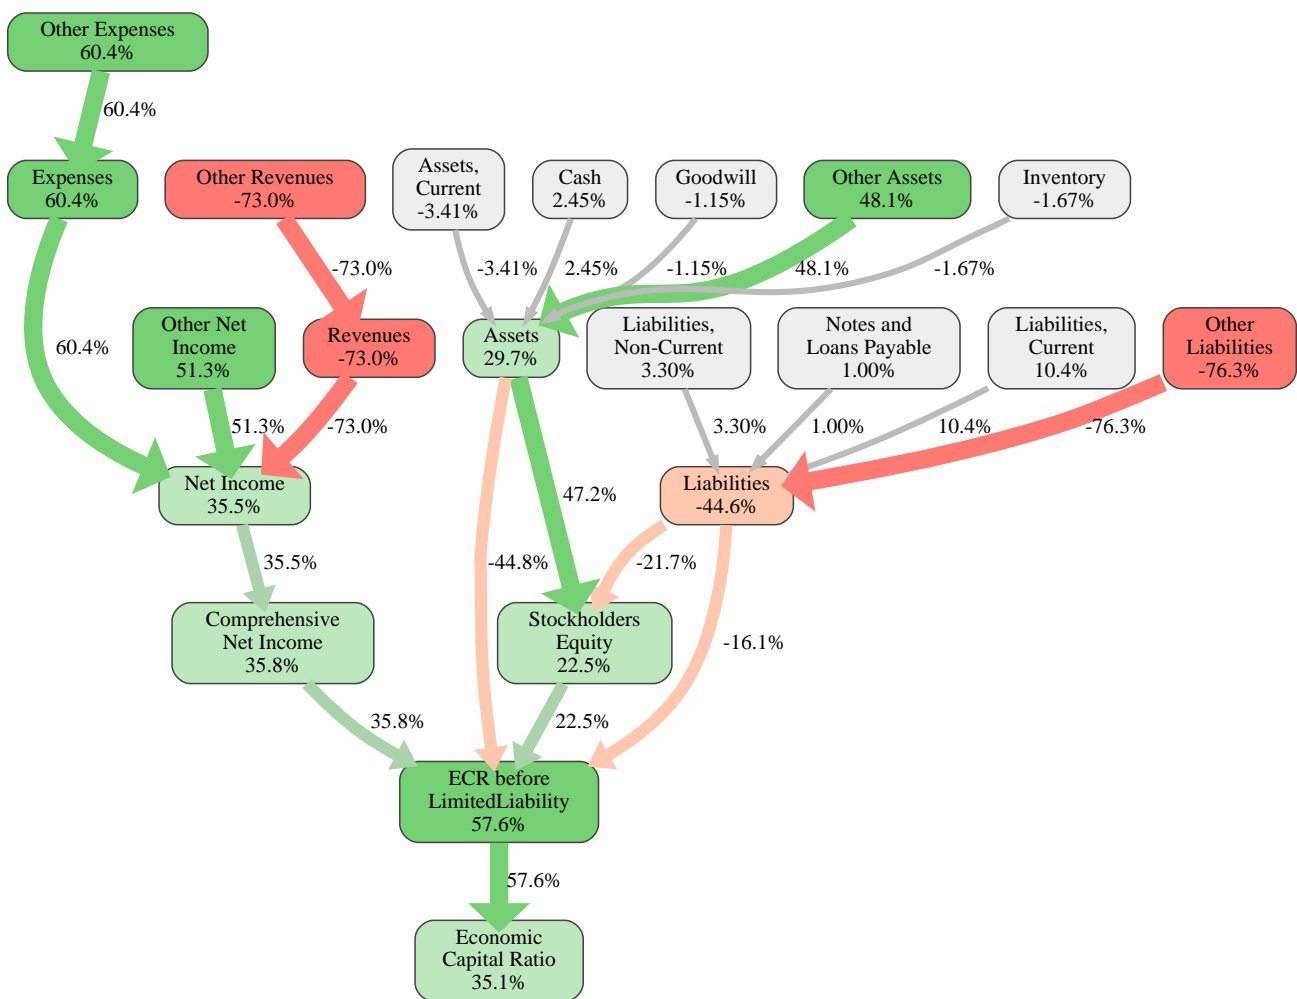 Other Expenses
60.4%
60.4%
Expenses
60.4%
Other Revenues
-73.0%
Assets,
Current
-3.41%
Cash
2.45%
Goodwill
-1.15%
Other Assets
48.1%
Inventory
-1.67%
-73.0%
-3.41%
2.45%
-1.15%
48.1%
-1.67%
60.4%
Other Net
Income
51.3%
Revenues
-73.0%
Assets
29.7%
Liabilities,
Non-Current
3.30%
Notes and
Loans Payable
1.00%
Liabilities,
Current
10.4%
Other
Liabilities
-76.3%
51.3%
-73.0%
3.30%
1.00%
10.4%
-76.3%
Net Income
35.5%
47.2%
Liabilities
-44.6%
35.5%
-44.8%
-21.7%
Comprehensive
Net Income
35.8%
Stockholders
Equity
22.5%
-16.1%
35.8%
22.5%
ECR before
LimitedLiability
57.6%
57.6%
Economic
Capital Ratio
35.1%